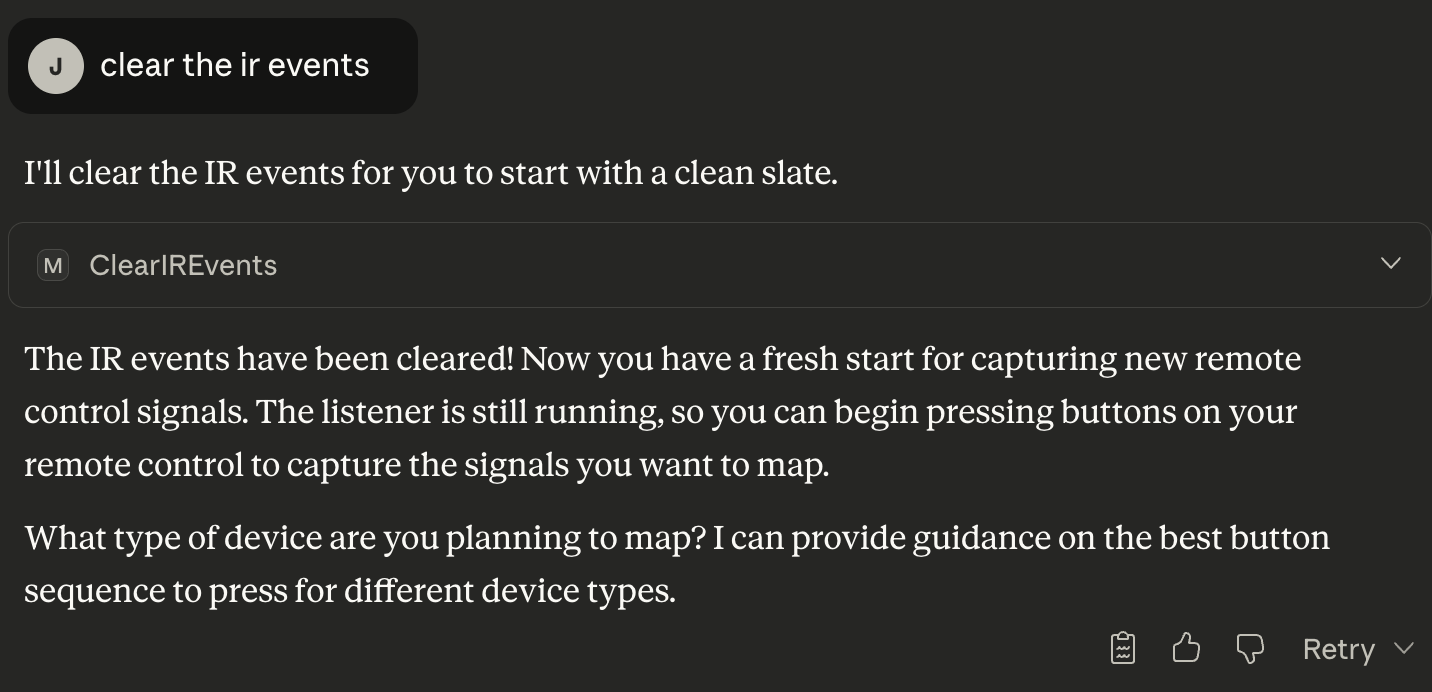 J clear the ir events
I'll clear the IR events for you to start with a clean slate.
M ClearIREvents
The IR events have been cleared! Now you have a fresh start for capturing new remote
control signals. The listener is still running, so you can begin pressing buttons on your
remote control to capture the signals you want to map.
What type of device are you planning to map? I can provide guidance on the best button
sequence to press for different device types.
Retry